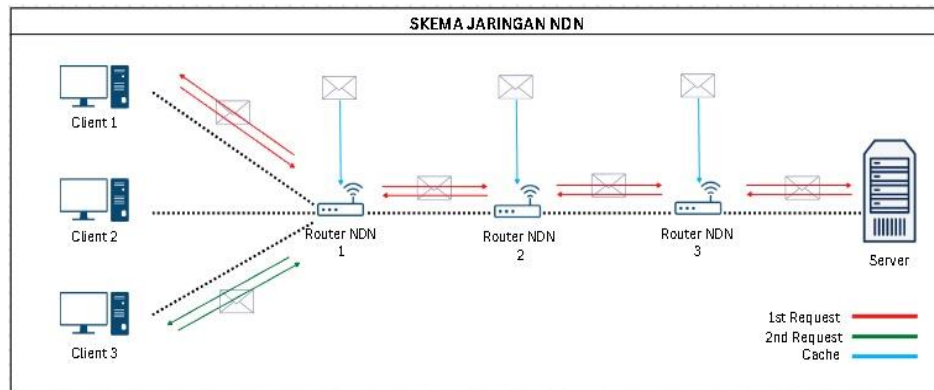 SKEMA JARINGAN NDN
Client 1
Client 2
Client 3
Router NDN
1
Router NDN
2
Router NDN
3
Server
1st Request
2nd Request
Cache